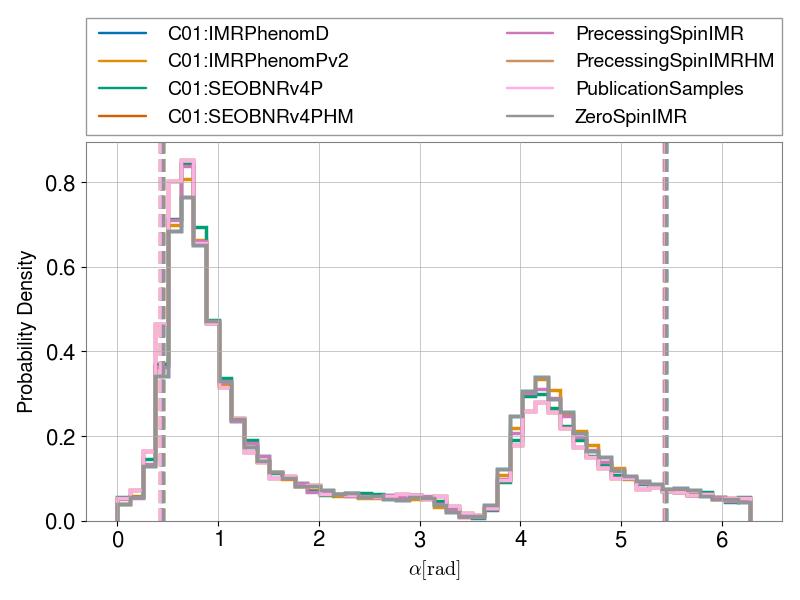 C01:IMRPhenomD
C01:IMRPhenomPv2
C01:SEOBNRv4P
C01:SEOBNRv4PHM
PrecessingSpinIMR
PrecessingSpinIMRHM
PublicationSamples
ZeroSpinIMR
Probability Density
0.8
0.6
0.4
0.2
0.0
0 1 2 3 4 5 6
α[rad]